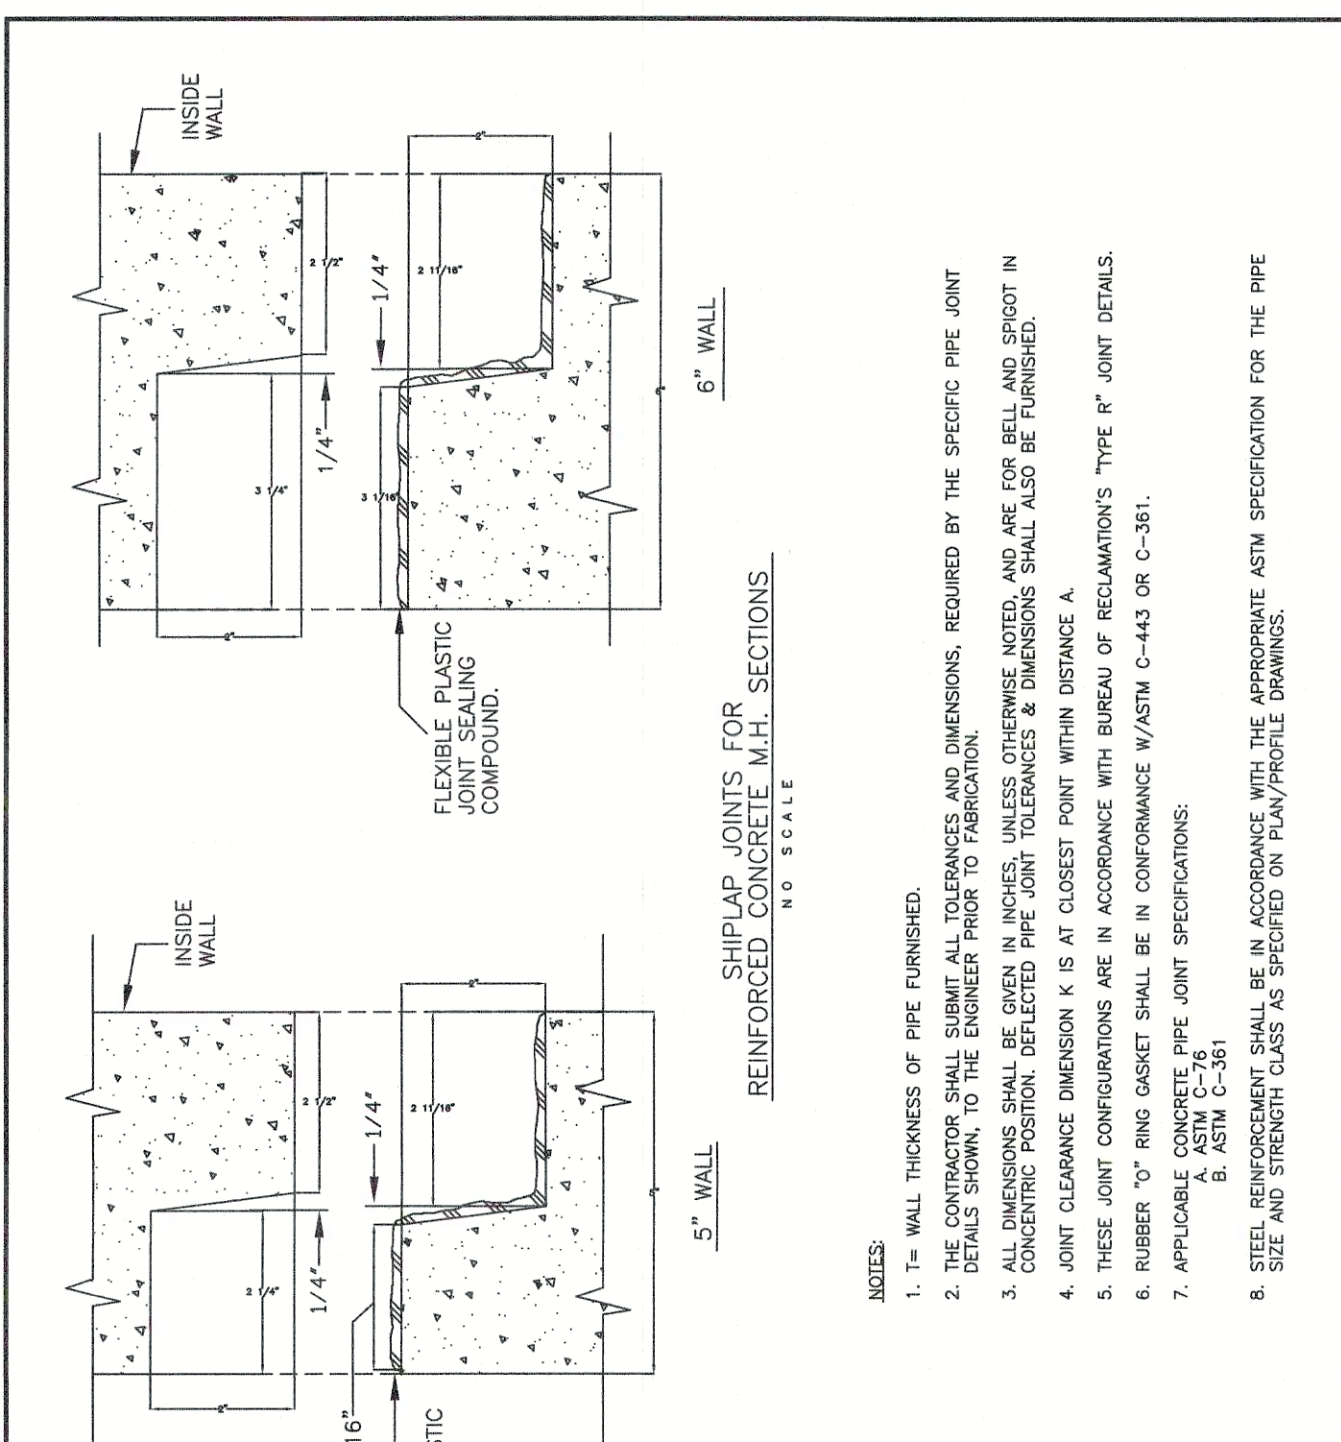 INSIDE
WALL
2"
2 1/2"
1/4"
2 1/4"
2"
2 11/16"
1/4"
16"
STIC
5"
5" WALL
INSIDE
WALL
2"
2 1/2"
1/4"
3 1/4"
2"
2 11/16"
1/4"
3 1/16"
FLEXIBLE PLASTIC
JOINT SEALING
COMPOUND.
6" WALL
SHIPLAP JOINTS FOR
REINFORCED CONCRETE M.H. SECTIONS
NO SCALE
NOTES:
1. T= WALL THICKNESS OF PIPE FURNISHED.
2. THE CONTRACTOR SHALL SUBMIT ALL TOLERANCES AND DIMENSIONS, REQUIRED BY THE SPECIFIC PIPE JOINT
DETAILS SHOWN, TO THE ENGINEER PRIOR TO FABRICATION.
3. ALL DIMENSIONS SHALL BE GIVEN IN INCHES, UNLESS OTHERWISE NOTED, AND ARE FOR BELL AND SPIGOT IN
CONCENTRIC POSITION. DEFLECTED PIPE JOINT TOLERANCES & DIMENSIONS SHALL ALSO BE FURNISHED.
4. JOINT CLEARANCE DIMENSION K IS AT CLOSEST POINT WITHIN DISTANCE A.
5. THESE JOINT CONFIGURATIONS ARE IN ACCORDANCE WITH BUREAU OF RECLAMATION'S "TYPE R" JOINT DETAILS.
6. RUBBER "O" RING GASKET SHALL BE IN CONFORMANCE W/ASTM C-443 OR C-361.
7. APPLICABLE CONCRETE PIPE JOINT SPECIFICATIONS:
A. ASTM C-76
B. ASTM C-361
8. STEEL REINFORCEMENT SHALL BE IN ACCORDANCE WITH THE APPROPRIATE ASTM SPECIFICATION FOR THE PIPE
SIZE AND STRENGTH CLASS AS SPECIFIED ON PLAN/PROFILE DRAWINGS.